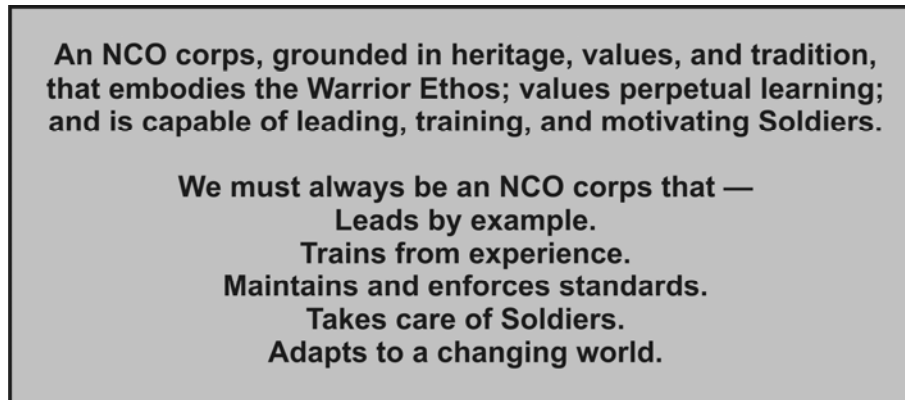 An NCO corps, grounded in heritage, values, and tradition,
that embodies the Warrior Ethos; values perpetual learning;
and is capable of leading, training, and motivating Soldiers.
We must always be an NCO corps that —
Leads by example.
Trains from experience.
Maintains and enforces standards.
Takes care of Soldiers.
Adapts to a changing world.